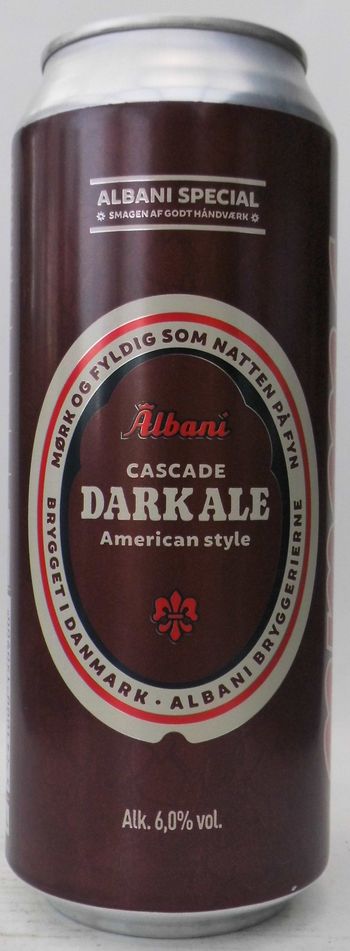 ALBANI SPECIAL
SMAGEN AF GODT HÅNDVÆRK
MØRK OG FYLDIG SOM NATTEN PÅ FYN
Albani
CASCADE
DARK ALE
American style
BRYGGET I DANMARK · ALBANI BRYGGERIERNE
Alk. 6,0% vol.